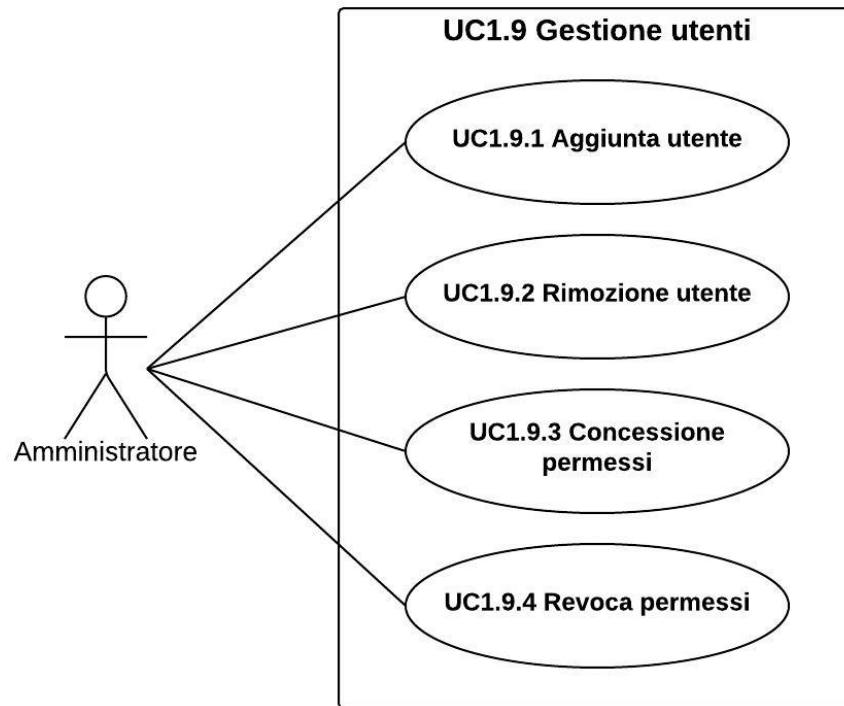 UC1.9 Gestione utenti
UC1.9.1 Aggiunta utente
UC1.9.2 Rimozione utente
UC1.9.3 Concessione
permessi
UC1.9.4 Revoca permessi
Amministratore